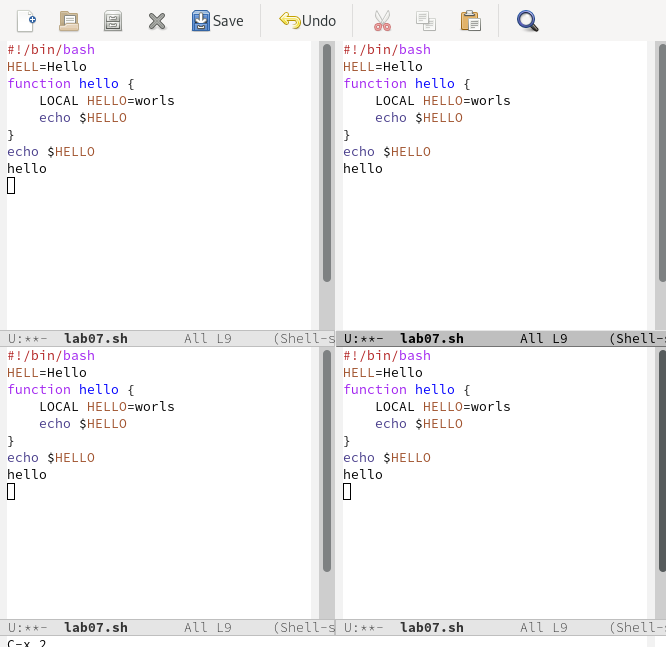 Save Undo
#!/bin/bash
HELL=Hello
function hello {
    LOCAL HELLO=worls
    echo $HELLO
}
echo $HELLO
hello
U:**-  lab07.sh       All L9     (Shell-s
#!/bin/bash
HELL=Hello
function hello {
    LOCAL HELLO=worls
    echo $HELLO
}
echo $HELLO
hello
U:**-  lab07.sh       All L9     (Shell-s
#!/bin/bash
HELL=Hello
function hello {
    LOCAL HELLO=worls
    echo $HELLO
}
echo $HELLO
hello
U:**-  lab07.sh       All L9     (Shell-s
#!/bin/bash
HELL=Hello
function hello {
    LOCAL HELLO=worls
    echo $HELLO
}
echo $HELLO
hello
U:**-  lab07.sh       All L9     (Shell-s
C-x 2